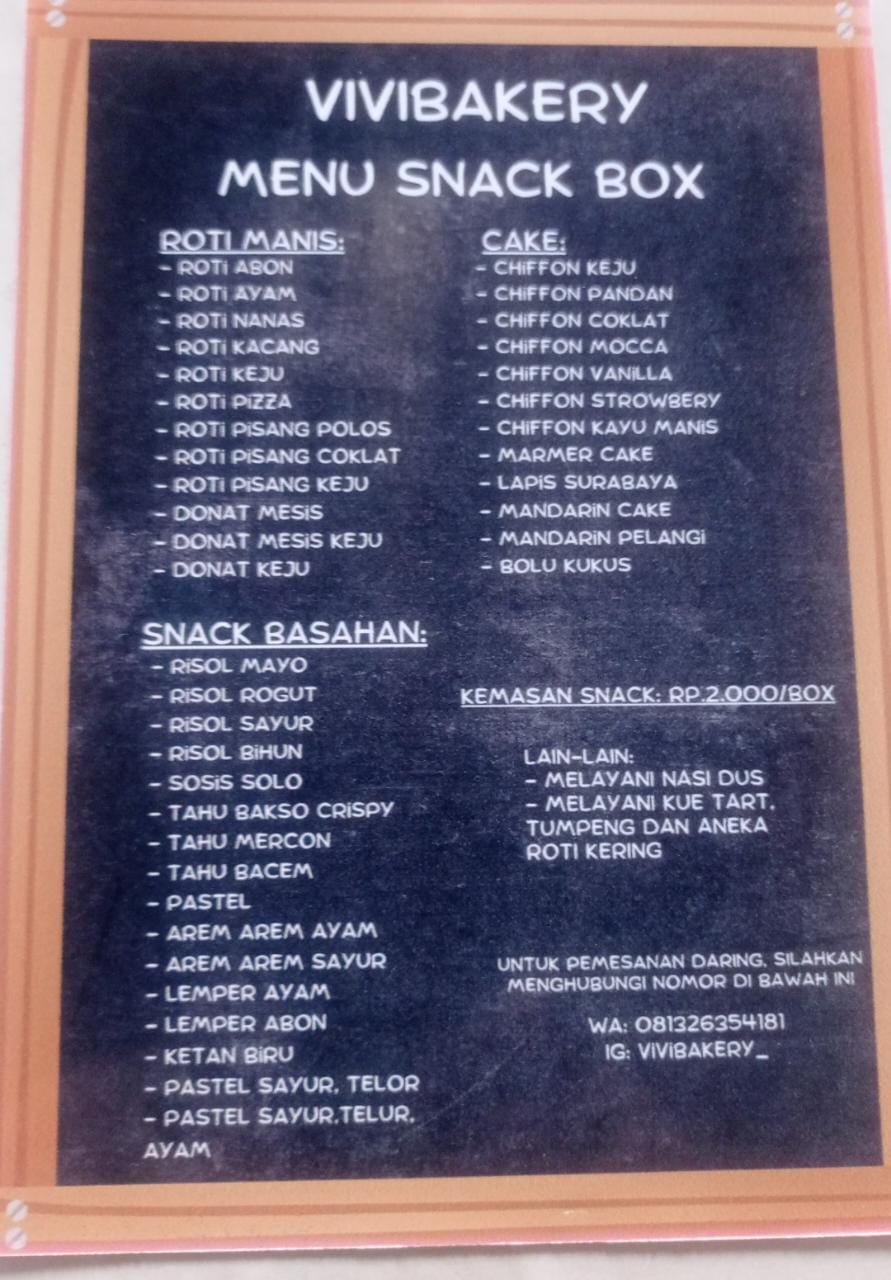 VIVIBAKERY
MENU SNACK BOX
ROTI MANIS:
- ROTI ABON
- ROTI AYAM
- ROTI NANAS
- ROTI KACANG
- ROTI KEJU
- ROTI PIZZA
- ROTI PISANG POLOS
- ROTI PISANG COKLAT
- ROTI PISANG KEJU
- DONAT MESIS
- DONAT MESIS KEJU
- DONAT KEJU
CAKE:
- CHIFFON KEJU
- CHIFFON PANDAN
- CHIFFON COKLAT
- CHIFFON MOCCA
- CHIFFON VANILLA
- CHIFFON STROWBERY
- CHIFFON KAYU MANIS
- MARMER CAKE
- LAPIS SURABAYA
- MANDARIN CAKE
- MANDARIN PELANGI
- BOLU KUKUS
SNACK BASAHAN:
- RISOL MAYO
- RISOL ROGUT
- RISOL SAYUR
- RISOL BIHUN
- SOSIS SOLO
- TAHU BAKSO CRISPY
- TAHU MERCON
- TAHU BACEM
- PASTEL
- AREM AREM AYAM
- AREM AREM SAYUR
- LEMPER AYAM
- LEMPER ABON
- KETAN BIRU
- PASTEL SAYUR, TELOR
- PASTEL SAYUR,TELUR,
AYAM
KEMASAN SNACK: RP.2.000/BOX
LAIN-LAIN:
- MELAYANI NASI DUS
- MELAYANI KUE TART,
TUMPENG DAN ANEKA
ROTI KERING
UNTUK PEMESANAN DARING, SILAHKAN
MENGHUBUNGI NOMOR DI BAWAH INI
WA: 081326354181
IG: VIVIBAKERY_